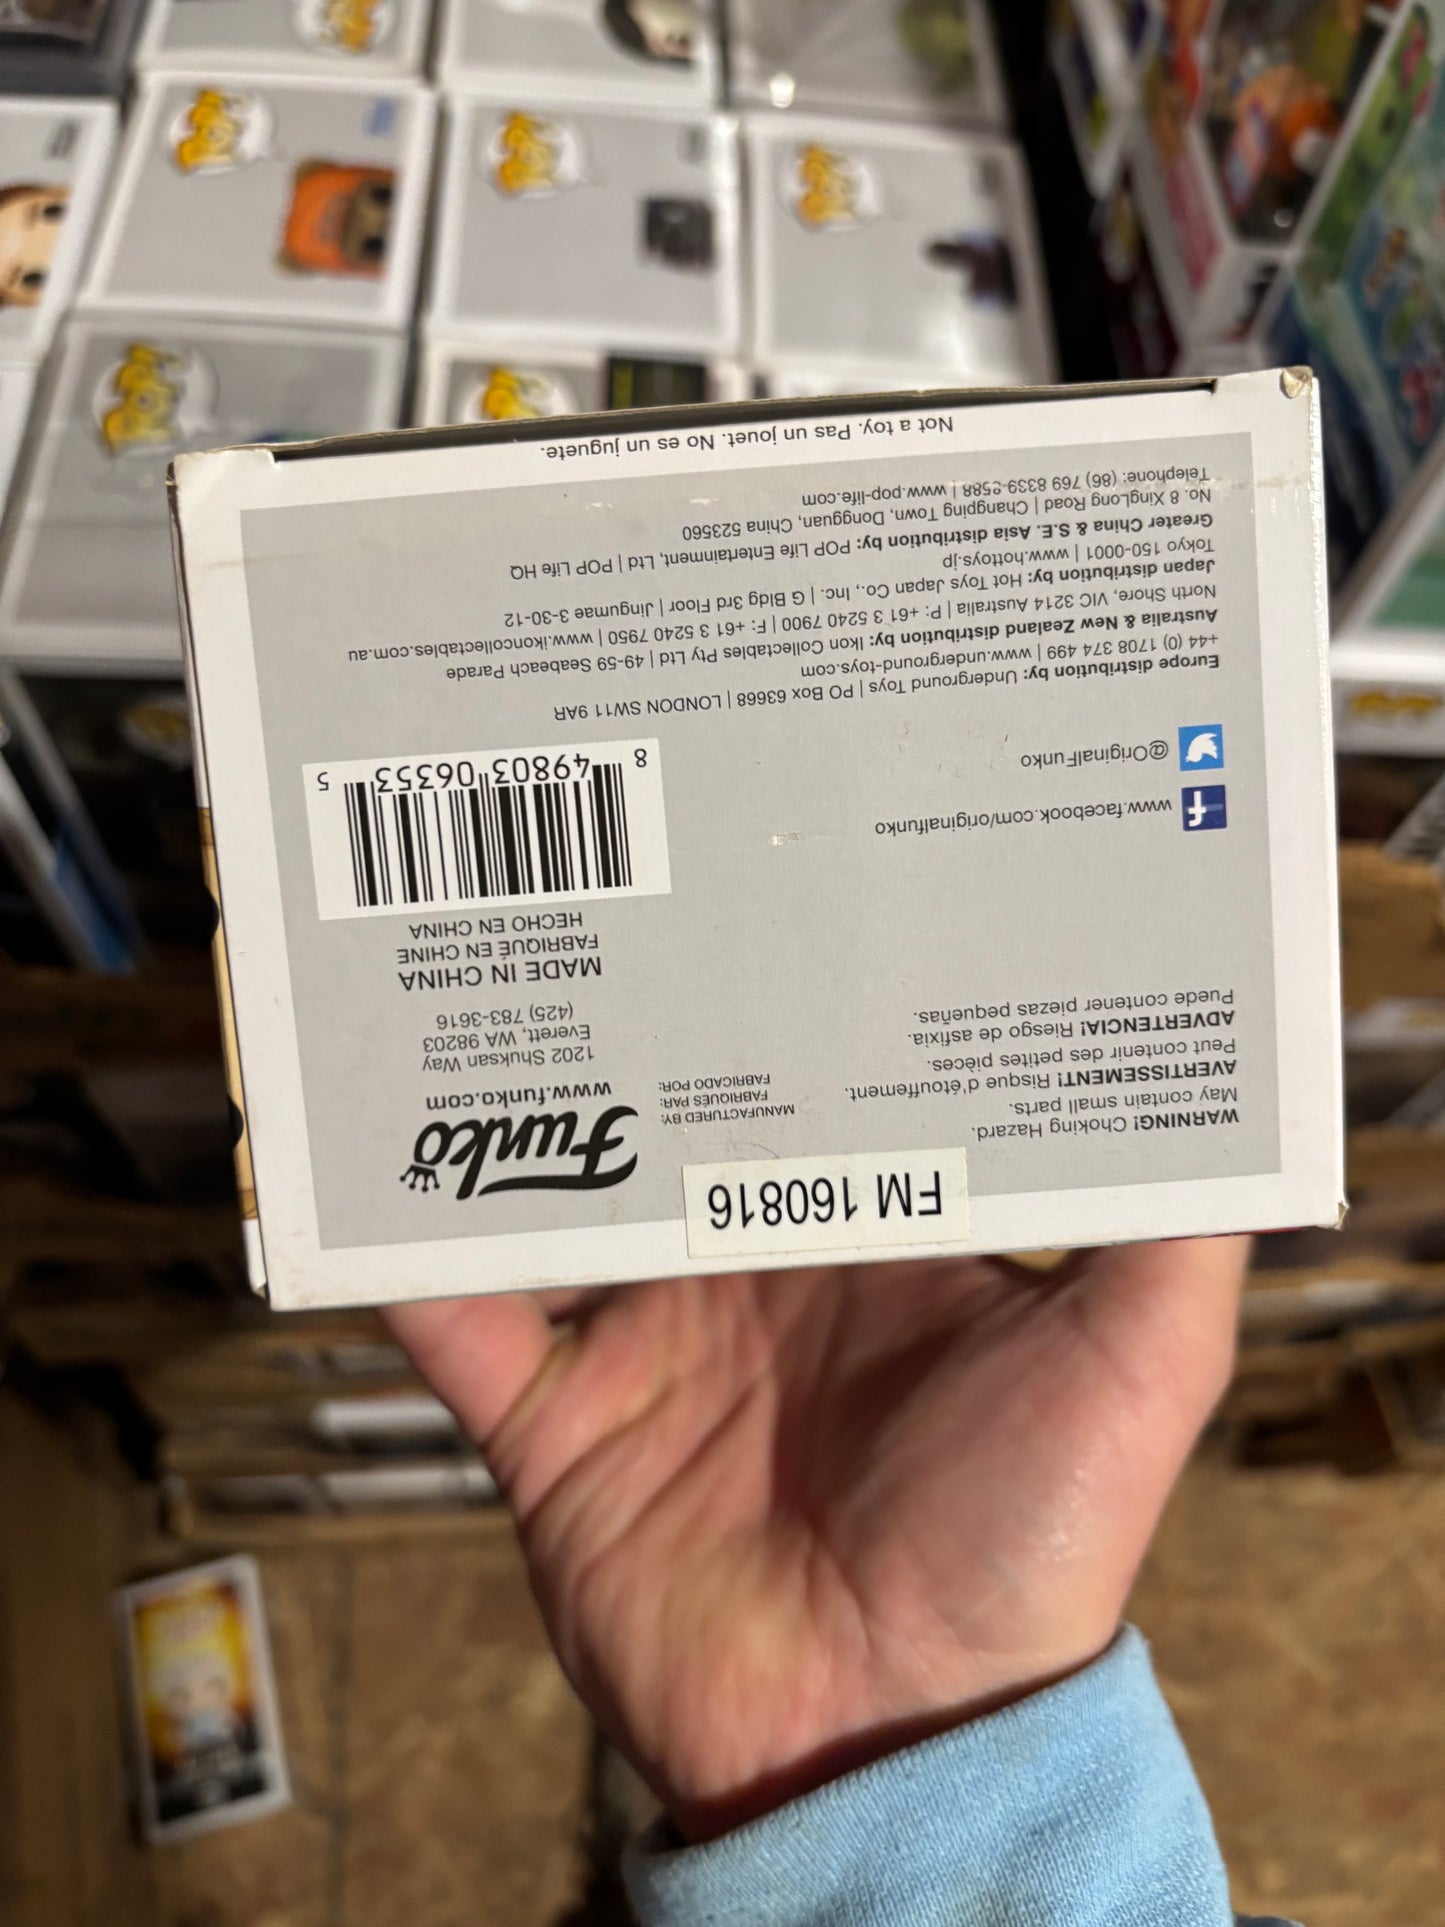 FM 160816
WARNING! Choking Hazard.
May contain small parts.
AVERTISSEMENT! Risque d'étouffement.
Peut contenir des petites pièces.
ADVERTENCIA! Riesgo de asfixia.
Puede contener piezas pequeñas.
MANUFACTURED BY:
FABRIQUÉS PAR:
FABRICADO POR:
Funko
www.funko.com
1202 Shuksan Way
Everett, WA 98203
(425) 783-3616
MADE IN CHINA
FABRIQUÉ EN CHINE
HECHO EN CHINA
8 49803 06353 5
www.facebook.com/originalfunko
@OriginalFunko
Europe distribution by: Underground Toys | PO Box 63668 | LONDON SW11 9AR
+44 (0) 1708 374 499 | www.underground-toys.com
Australia & New Zealand distribution by: Ikon Collectables Pty Ltd | 49-59 Seabeach Parade
North Shore, VIC 3214 Australia | P: +61 3 5240 7900 | F: +61 3 5240 7950 | www.ikoncollectables.com.au
Japan distribution by: Hot Toys Japan Co., Inc. | G Bldg 3rd Floor | Jingumae 3-30-12
Tokyo 150-0001 | www.hottoys.jp
Greater China & S.E. Asia distribution by: POP Life Entertainment, Ltd | POP Life HQ
No. 8 XingLong Road | Changping Town, Dongguan, China 523560
Telephone: (86) 769 8339-8588 | www.pop-life.com
Not a toy. Pas un jouet. No es un juguete.
POP!
POP!
POP!
POP!